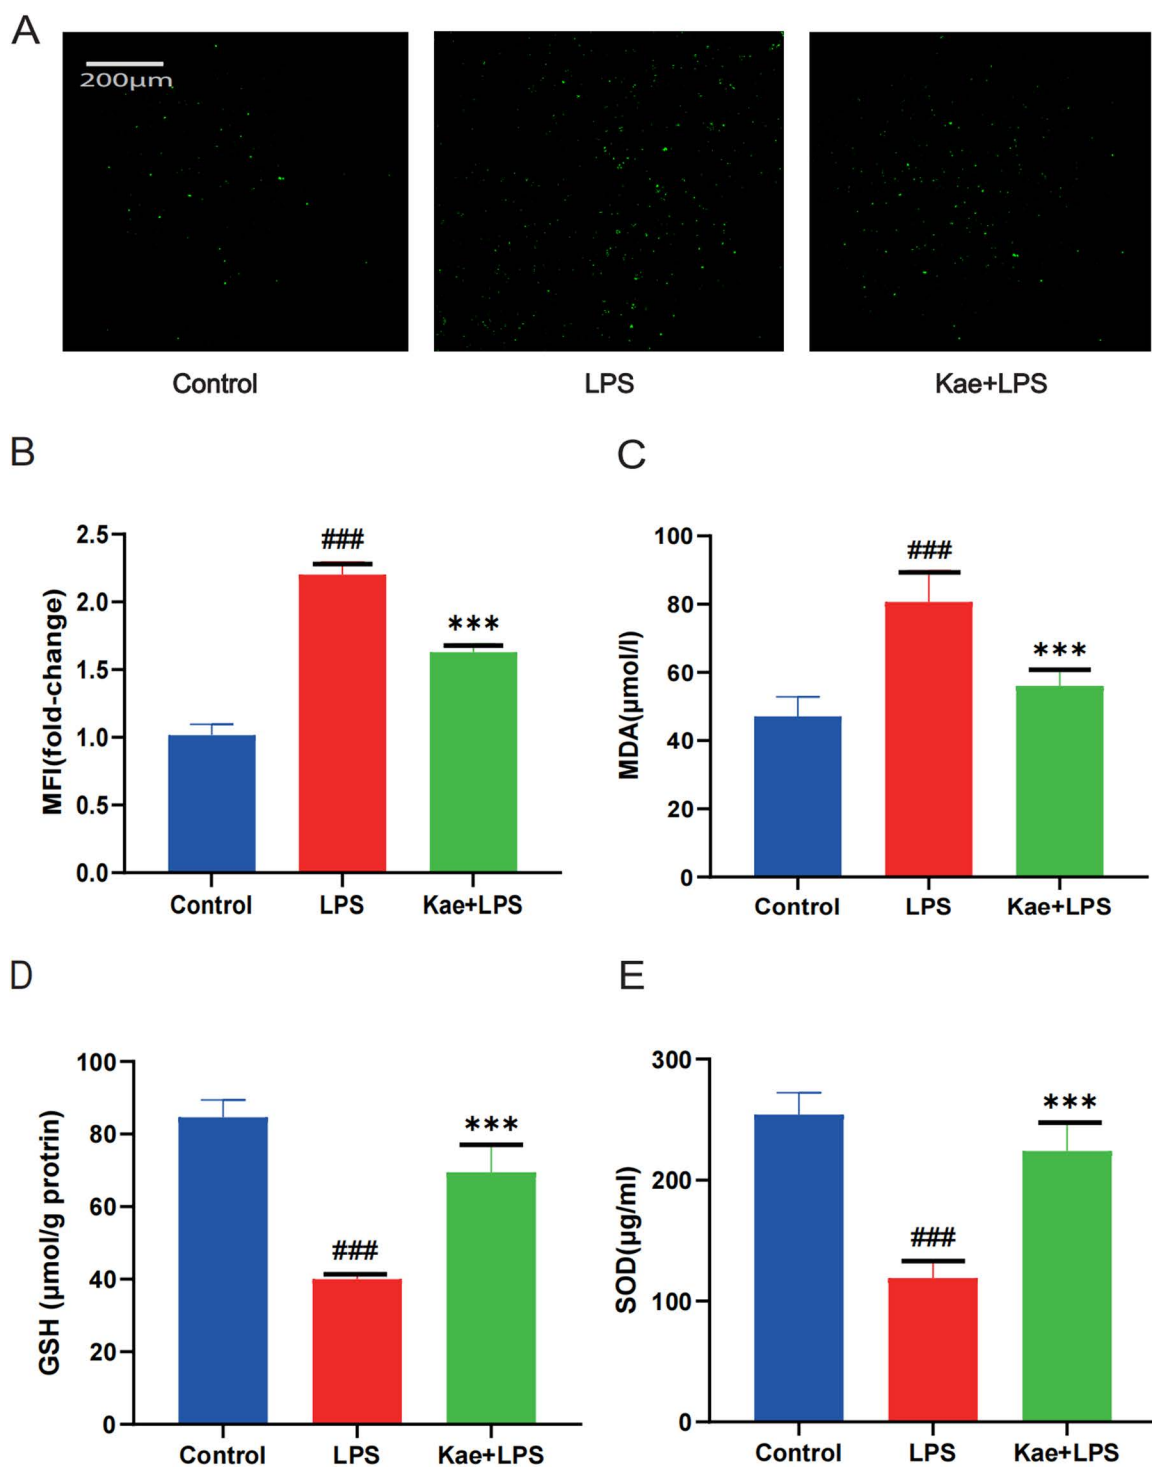 A
200µm
Control
LPS
Kae+LPS
B
MFI(fold-change)
2.5
2.0
1.5
1.0
0.5
0.0
###
***
Control
LPS
Kae+LPS
C
MDA(µmol/l)
100
80
60
40
20
0
###
***
Control
LPS
Kae+LPS
D
GSH (µmol/g protrin)
100
80
60
40
20
0
###
***
Control
LPS
Kae+LPS
E
SOD(µg/ml)
300
200
100
0
###
***
Control
LPS
Kae+LPS